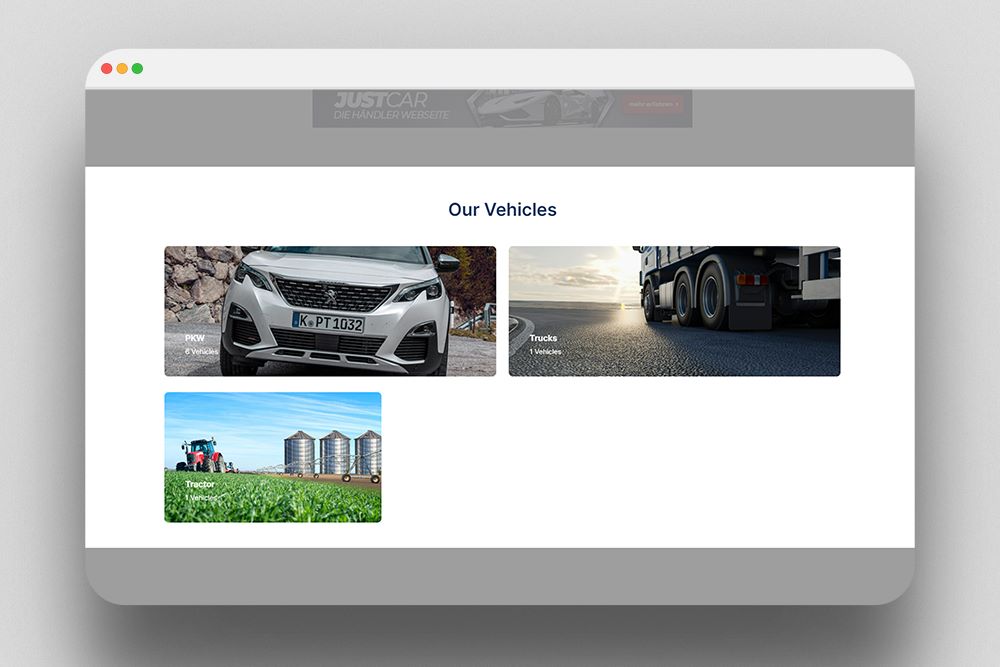 JUSTCAR
DIE HÄNDLER WEBSEITE
mehr erfahren
Our Vehicles
K PT 1032
PKW
6 Vehicles
Trucks
1 Vehicles
Tractor
1 Vehicles